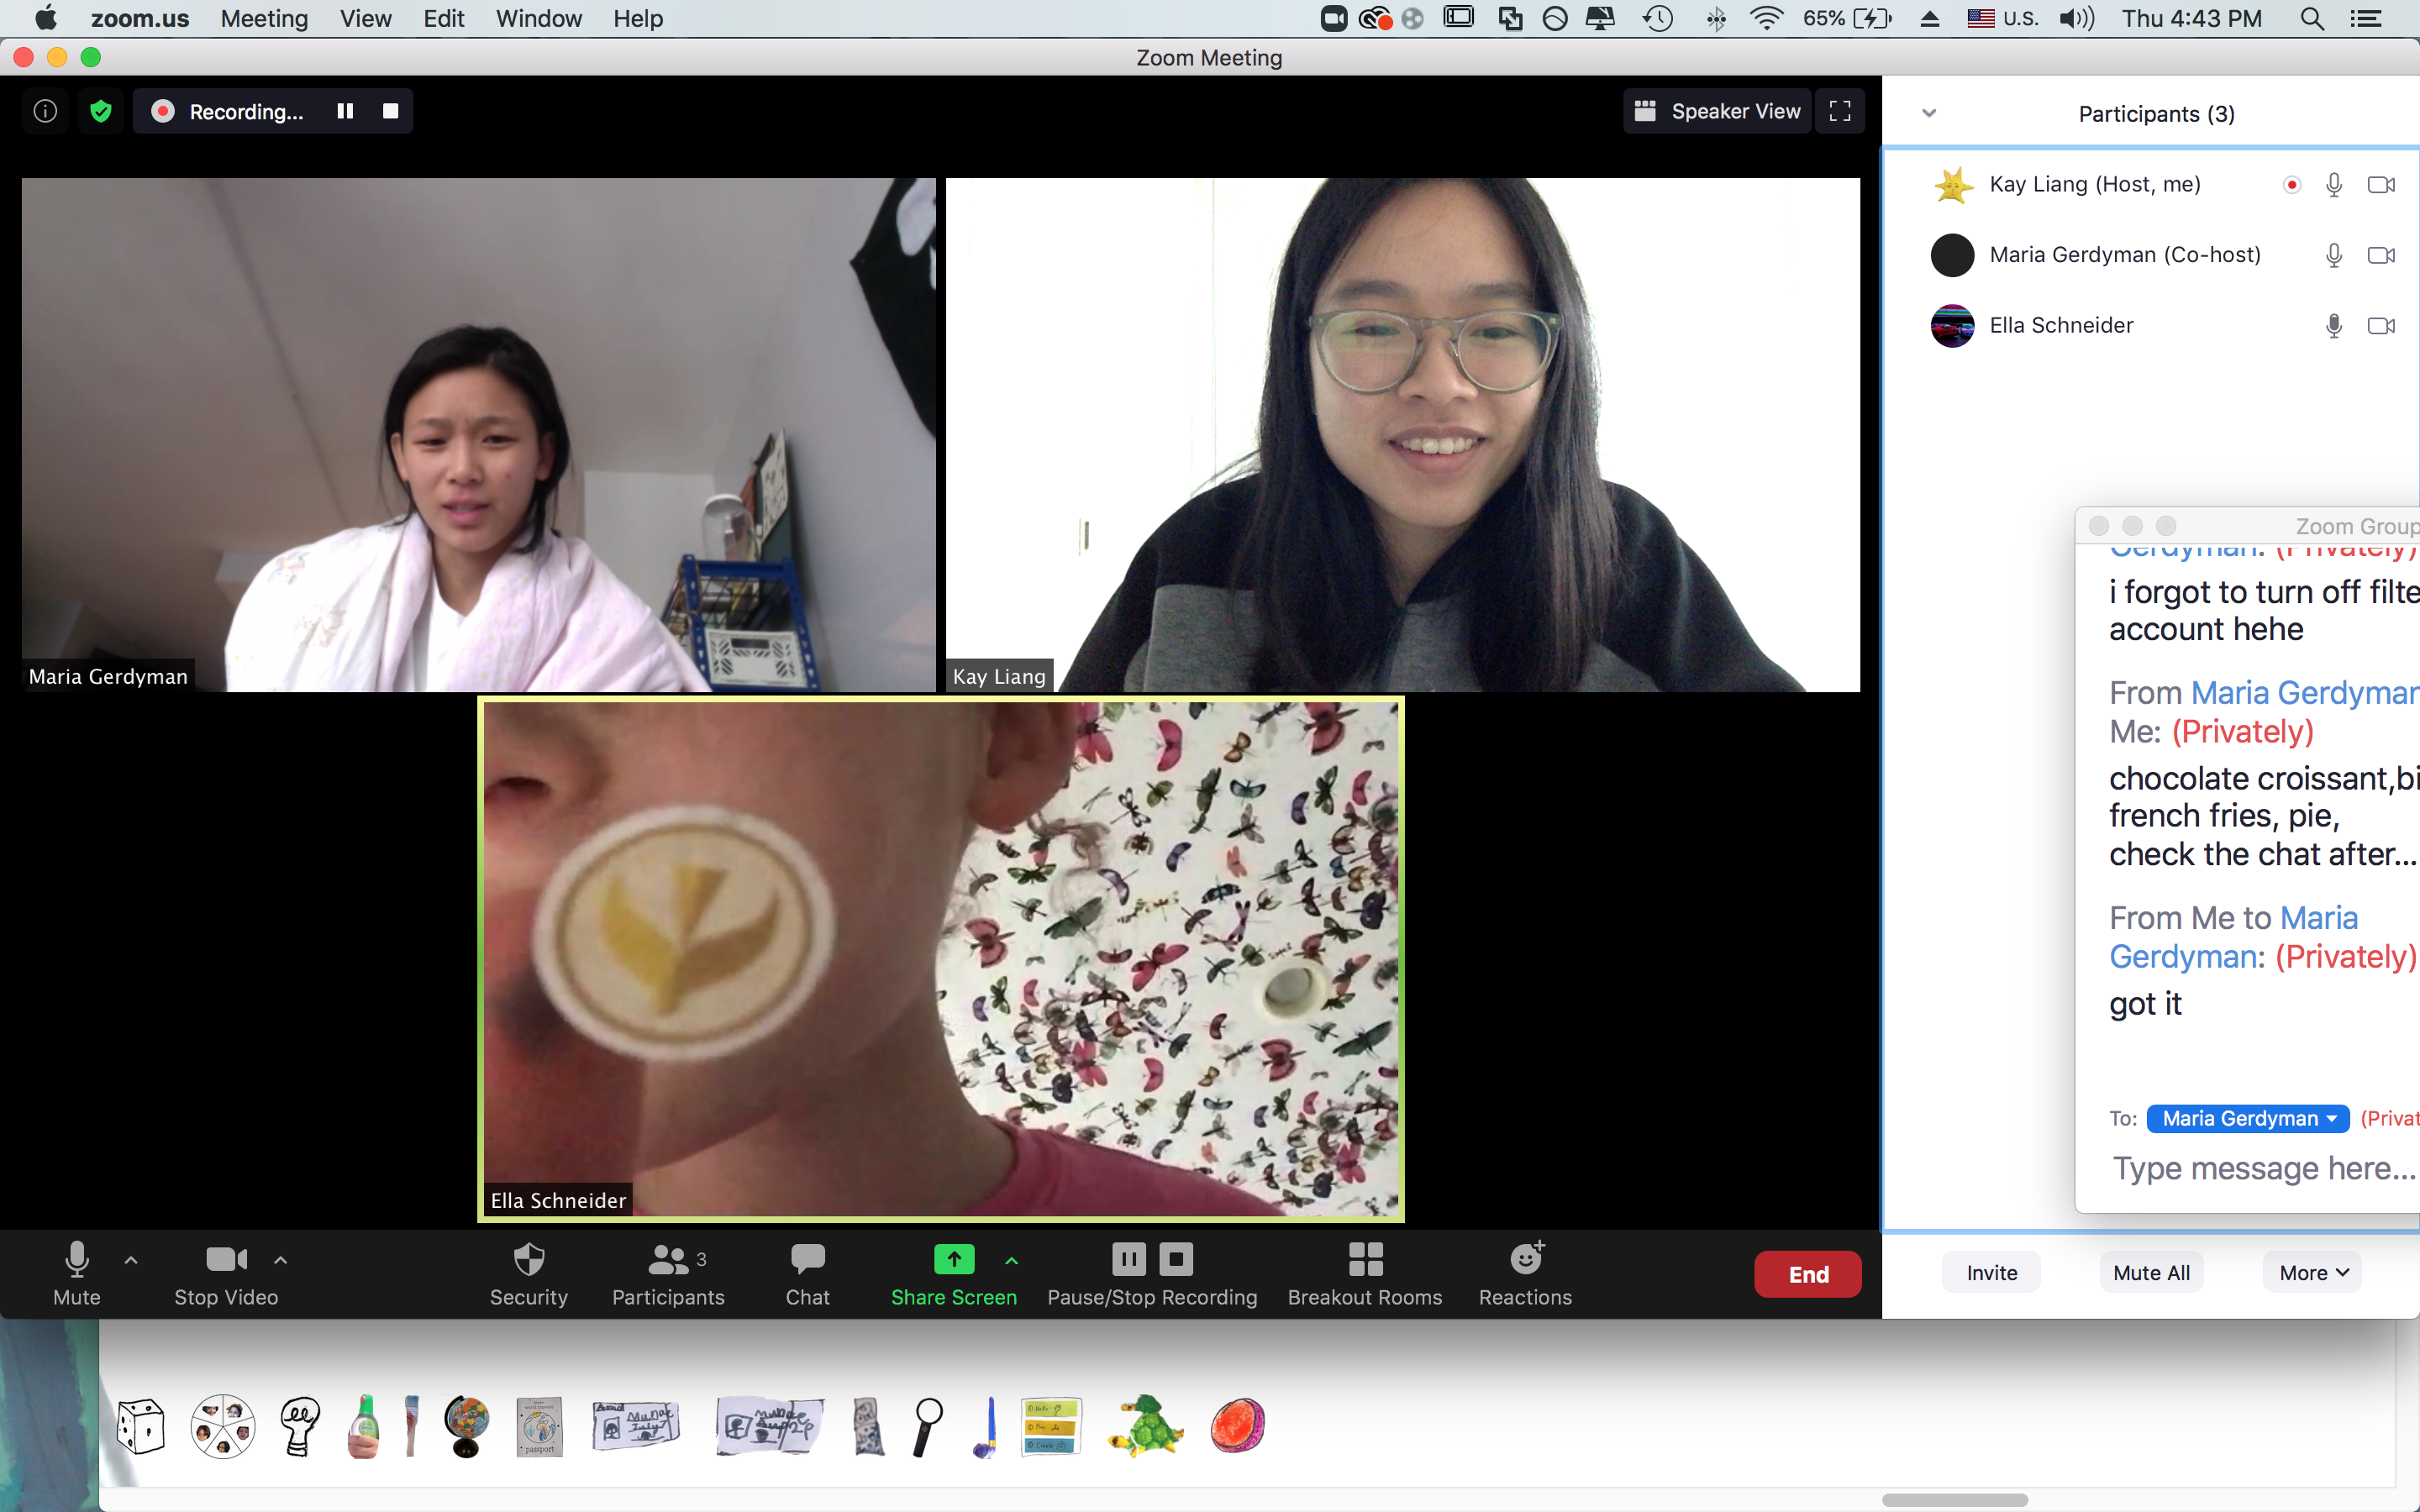 zoom.us Meeting View Edit Window Help 65% U.S. Thu 4:43 PM
Zoom Meeting
Recording...
Speaker View
Participants (3)
Kay Liang (Host, me)
Maria Gerdyman (Co-host)
Ella Schneider
Maria Gerdyman
Kay Liang
Ella Schneider
Zoom Group
Gerdyman: (Privately)
i forgot to turn off filte
account hehe
From Maria Gerdyman
Me: (Privately)
chocolate croissant,bi
french fries, pie,
check the chat after...
From Me to Maria
Gerdyman: (Privately)
got it
To: Maria Gerdyman (Privat
Type message here...
Mute
Stop Video
Security
3
Participants
Chat
Share Screen
Pause/Stop Recording
Breakout Rooms
Reactions
End
Invite
Mute All
More
passport